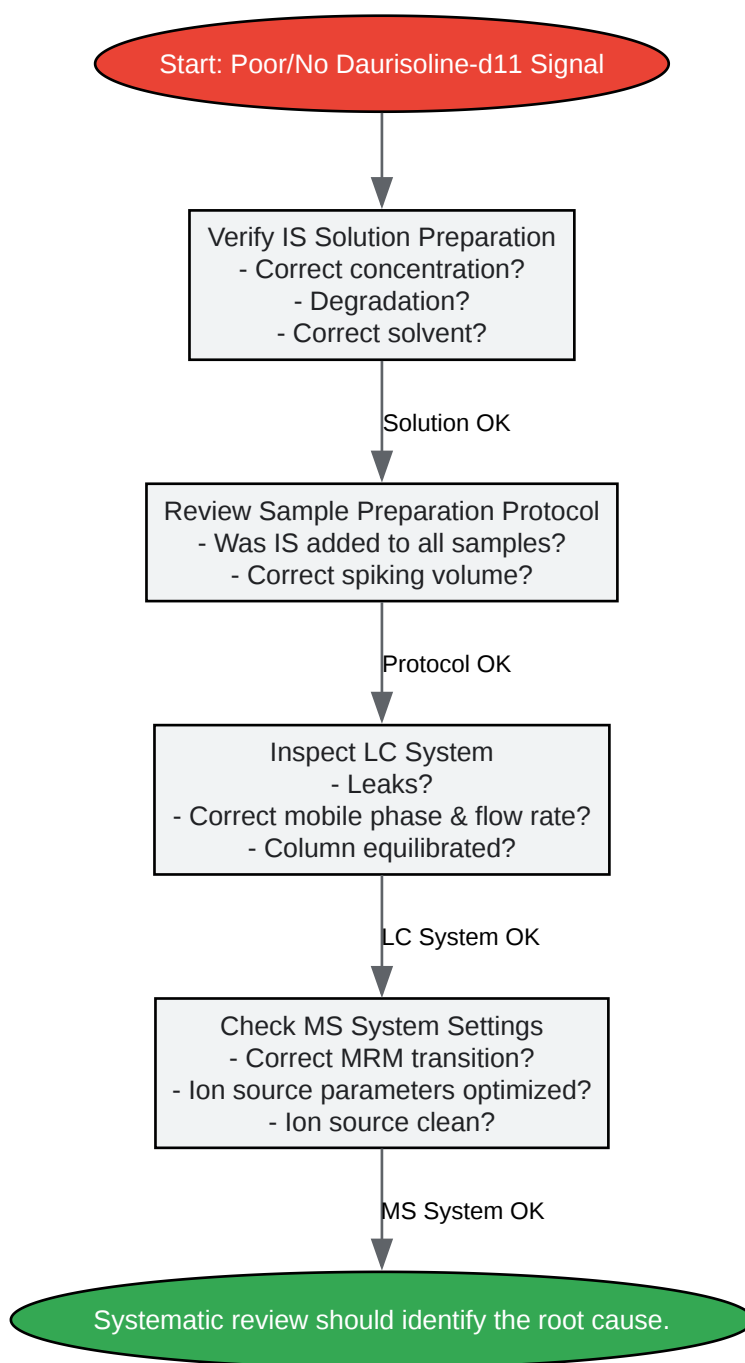 Start: Poor/No Daurisoline-d11 Signal
Verify IS Solution Preparation
- Correct concentration?
- Degradation?
- Correct solvent?
Solution OK
Review Sample Preparation Protocol
- Was IS added to all samples?
- Correct spiking volume?
Protocol OK
Inspect LC System
- Leaks?
- Correct mobile phase & flow rate?
- Column equilibrated?
LC System OK
Check MS System Settings
- Correct MRM transition?
- Ion source parameters optimized?
- Ion source clean?
MS System OK
Systematic review should identify the root cause.